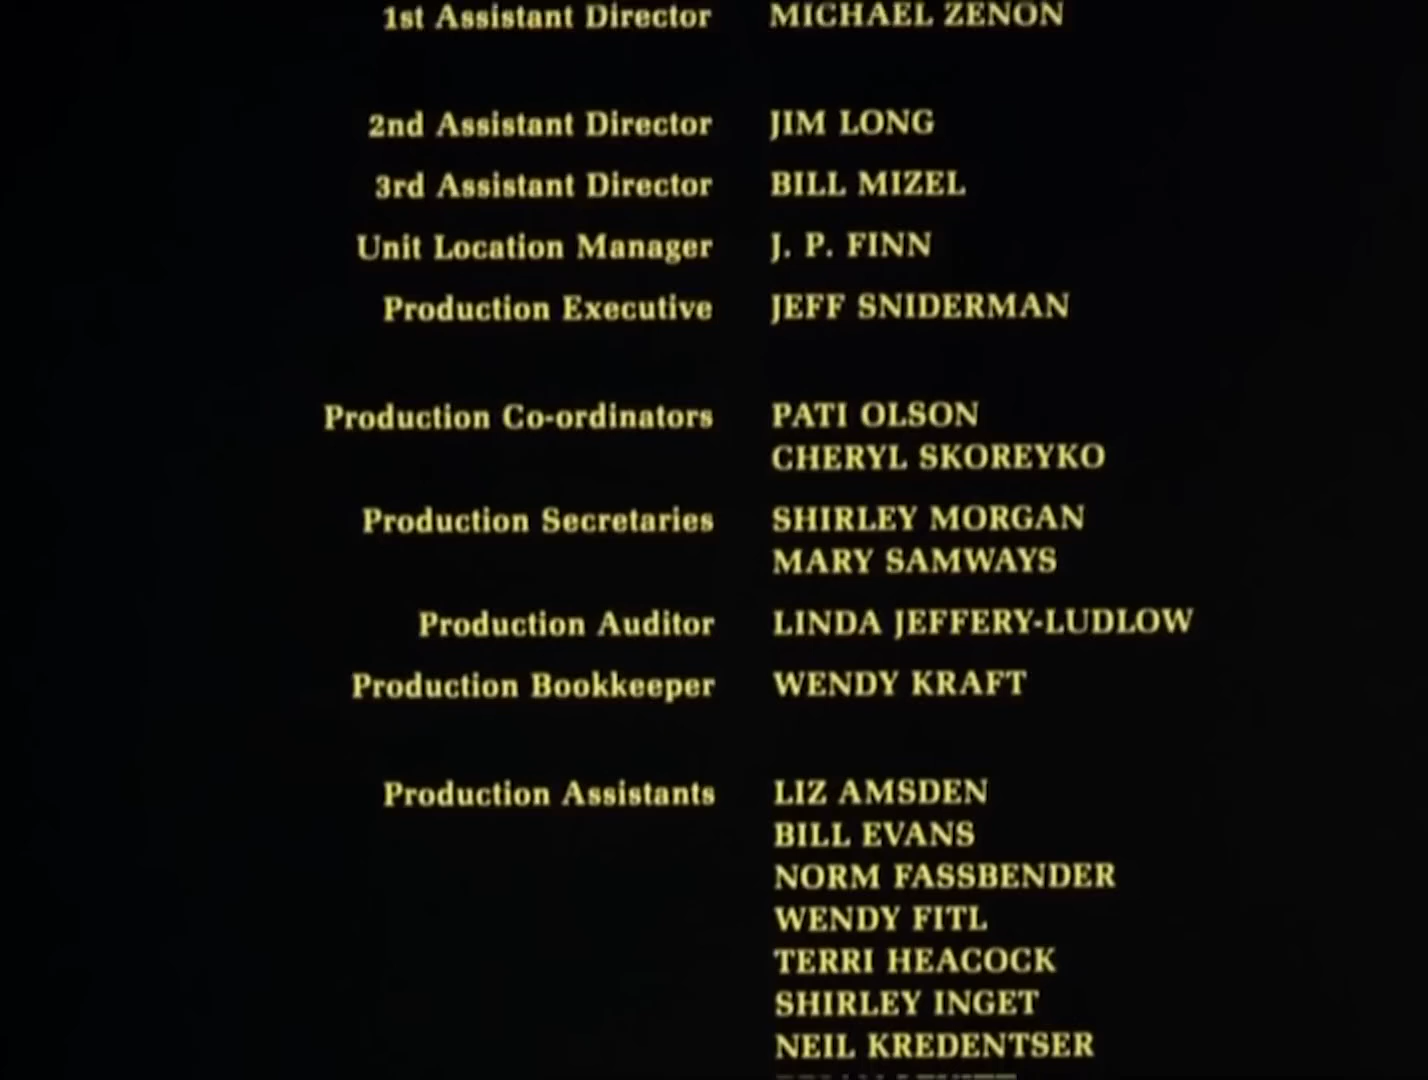 1st Assistant Director MICHAEL ZENON
2nd Assistant Director JIM LONG
3rd Assistant Director BILL MIZEL
Unit Location Manager J. P. FINN
Production Executive JEFF SNIDERMAN
Production Co-ordinators PATI OLSON
CHERYL SKOREYKO
Production Secretaries SHIRLEY MORGAN
MARY SAMWAYS
Production Auditor LINDA JEFFERY-LUDLOW
Production Bookkeeper WENDY KRAFT
Production Assistants LIZ AMSDEN
BILL EVANS
NORM FASSBENDER
WENDY FITL
TERRI HEACOCK
SHIRLEY INGET
NEIL KREDENTSER